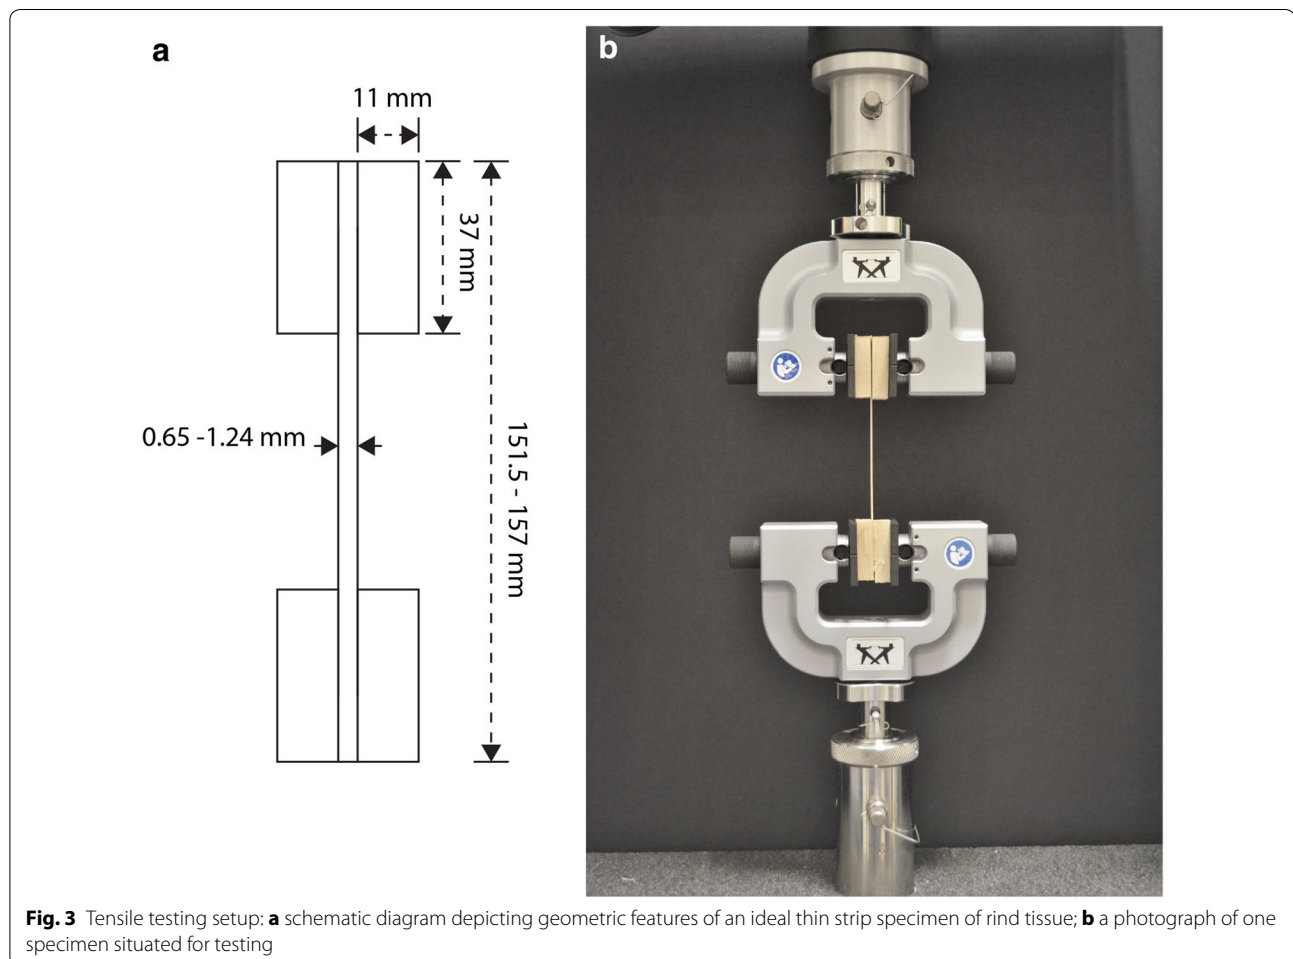 a
b
11 mm
37 mm
0.65 -1.24 mm
151.5 - 157 mm
Fig. 3 Tensile testing setup: a schematic diagram depicting geometric features of an ideal thin strip specimen of rind tissue; b a photograph of one
specimen situated for testing